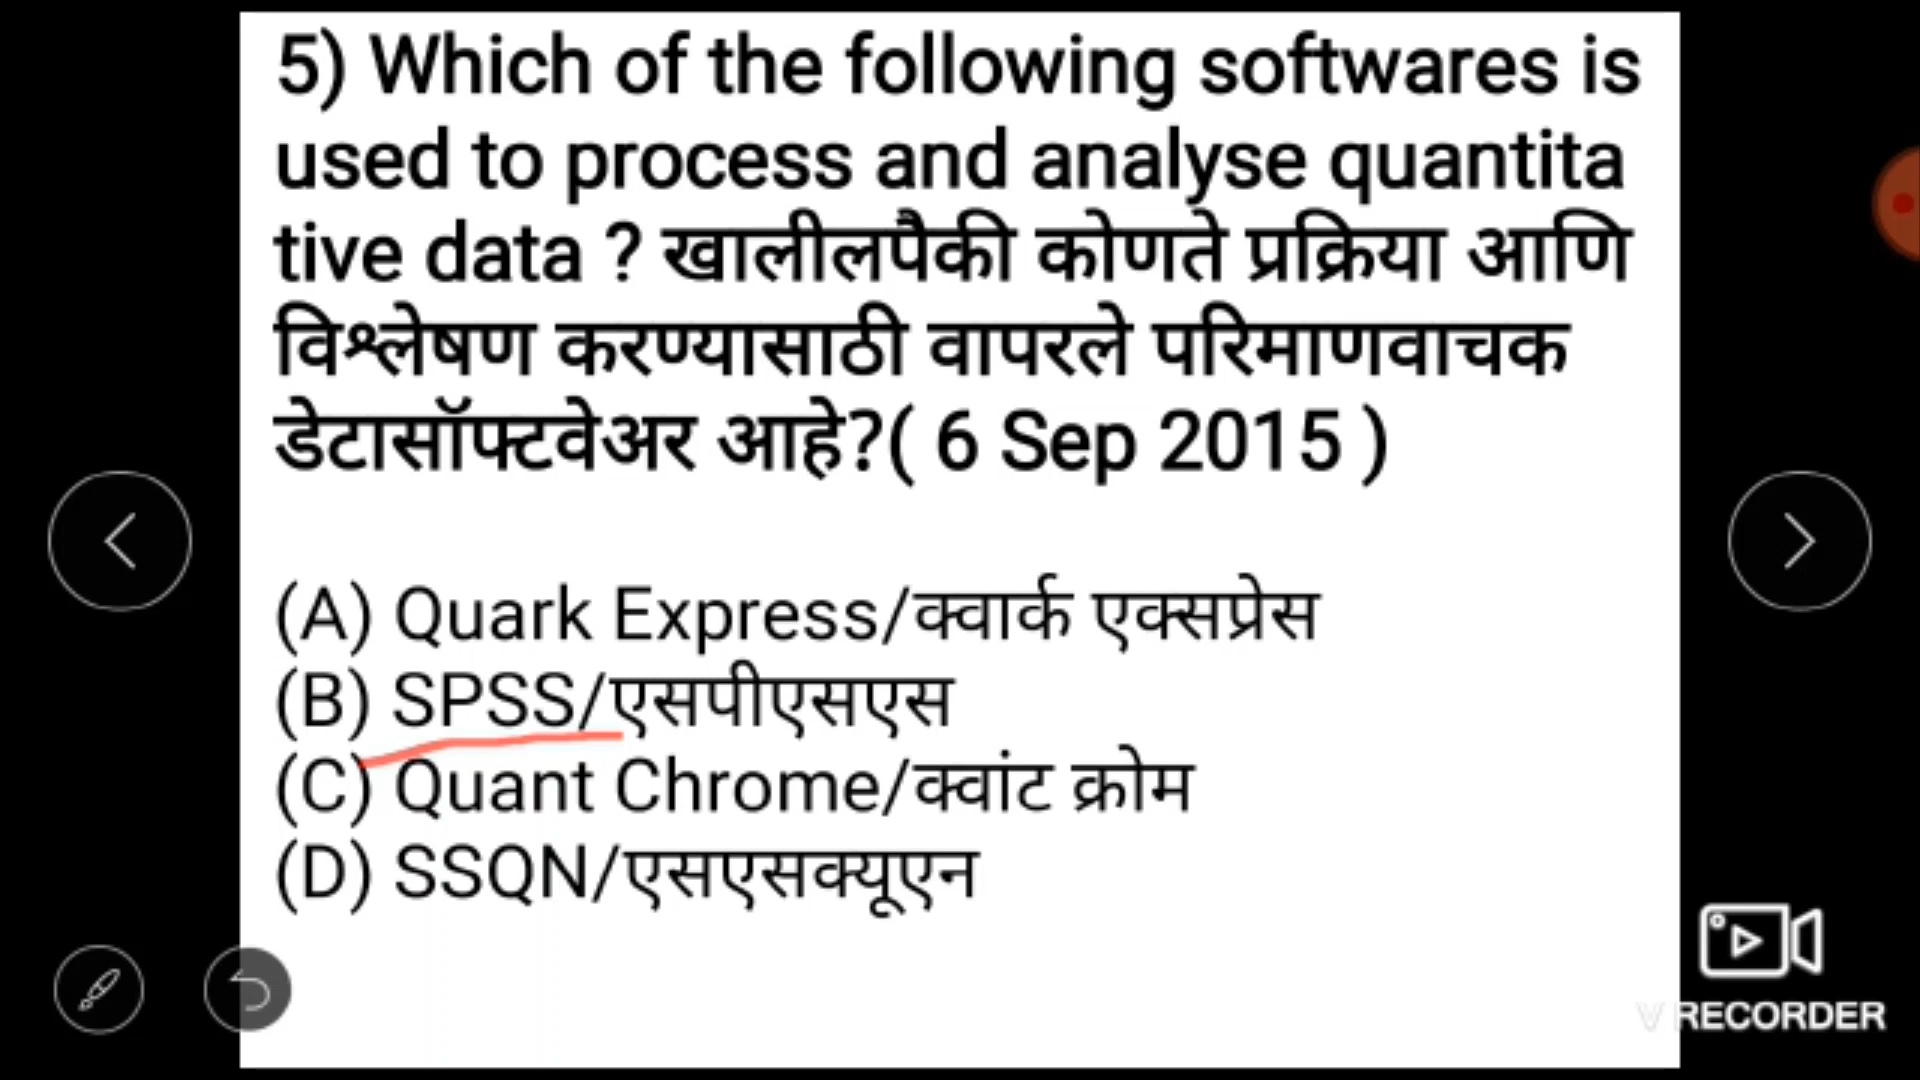 5) Which of the following softwares is
used to process and analyse quantita
tive data ? खालीलपैकी कोणते प्रक्रिया आणि
विश्लेषण करण्यासाठी वापरले परिमाणवाचक
डेटासॉफ्टवेअर आहे?( 6 Sep 2015 )
(A) Quark Express/क्वार्क एक्सप्रेस
(B) SPSS/एसपीएसएस
(C) Quant Chrome/क्वांट क्रोम
(D) SSQN/एसएसक्यूएन
V RECORDER